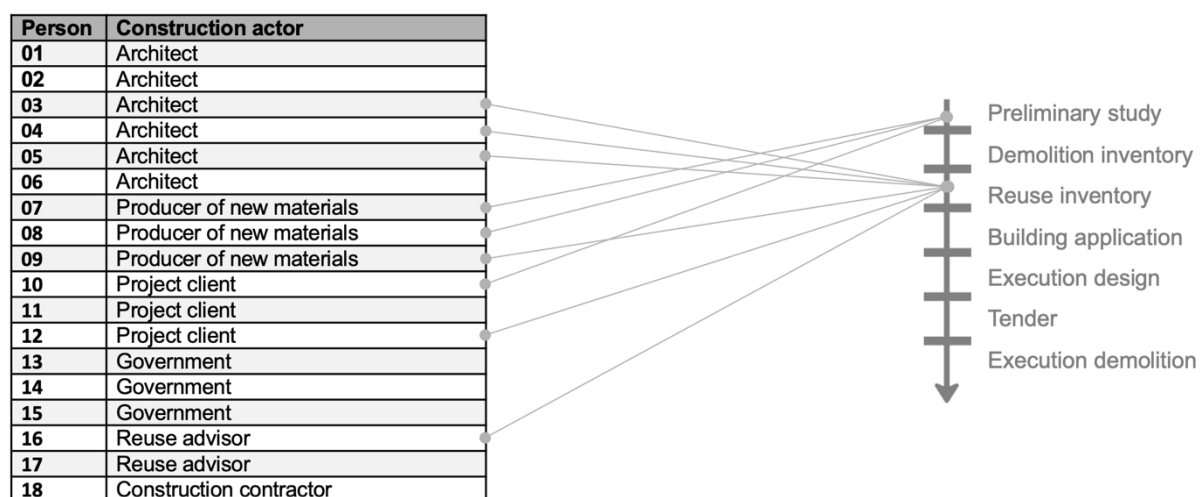 Person Construction actor
01 Architect
02 Architect
03 Architect
04 Architect
05 Architect
06 Architect
07 Producer of new materials
08 Producer of new materials
09 Producer of new materials
10 Project client
11 Project client
12 Project client
13 Government
14 Government
15 Government
16 Reuse advisor
17 Reuse advisor
18 Construction contractor
Preliminary study
Demolition inventory
Reuse inventory
Building application
Execution design
Tender
Execution demolition